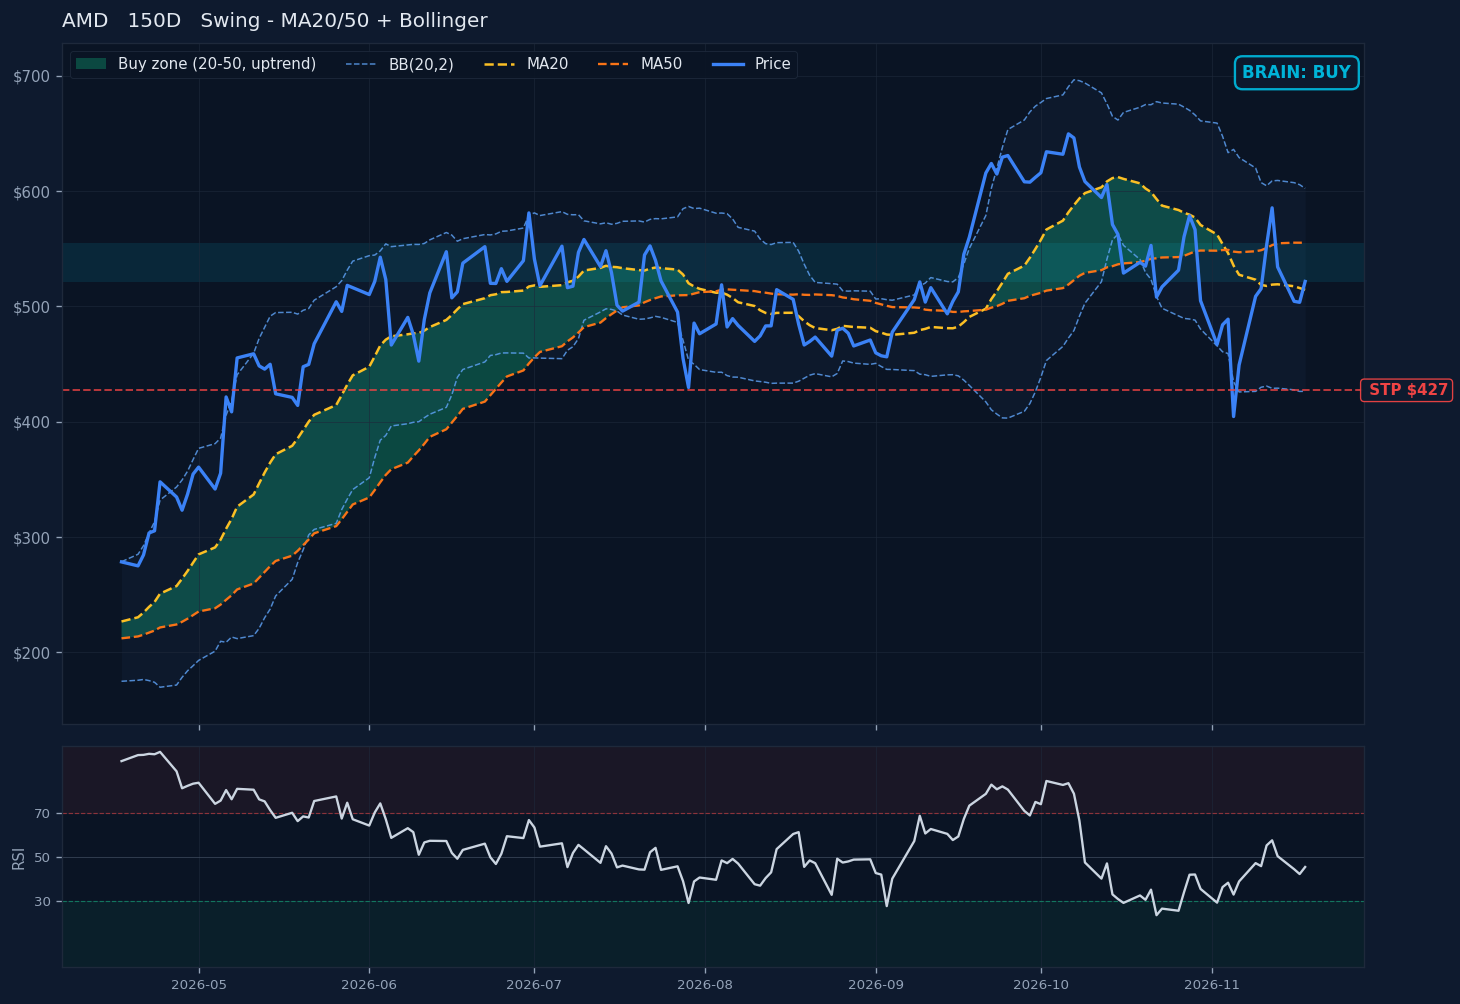 AMD   150D   Swing - MA20/50 + Bollinger
Buy zone (20-50, uptrend)
BB(20,2)
MA20
MA50
Price
BRAIN: BUY
$700
$600
$500
$400
$300
$200
STP $427
RSI
70
50
30
2026-05
2026-06
2026-07
2026-08
2026-09
2026-10
2026-11